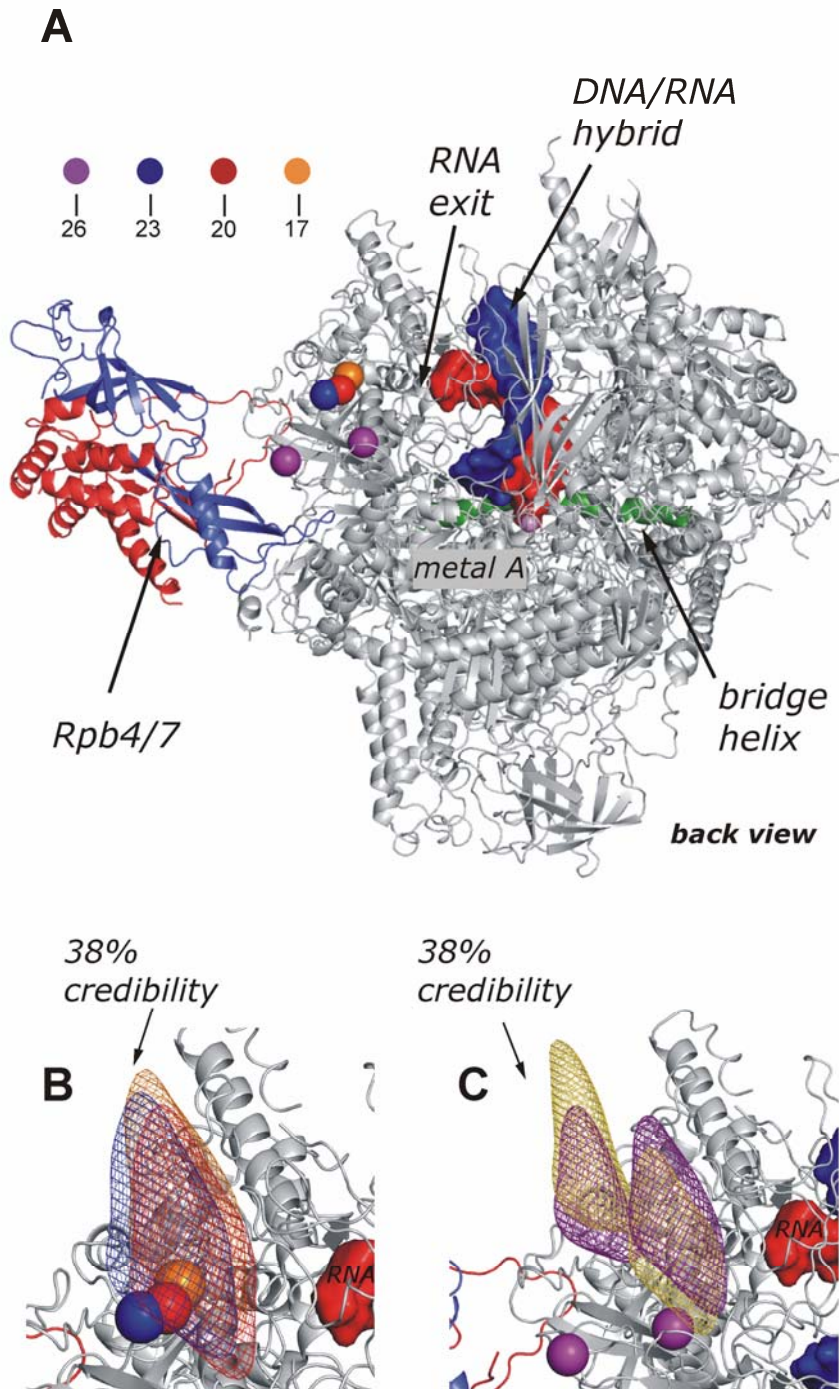 A
DNA/RNA
hybrid
RNA
exit
26 23 20 17
metal A
Rpb4/7
bridge
helix
back view
38%
credibility
38%
credibility
B
C
RNA
RNA